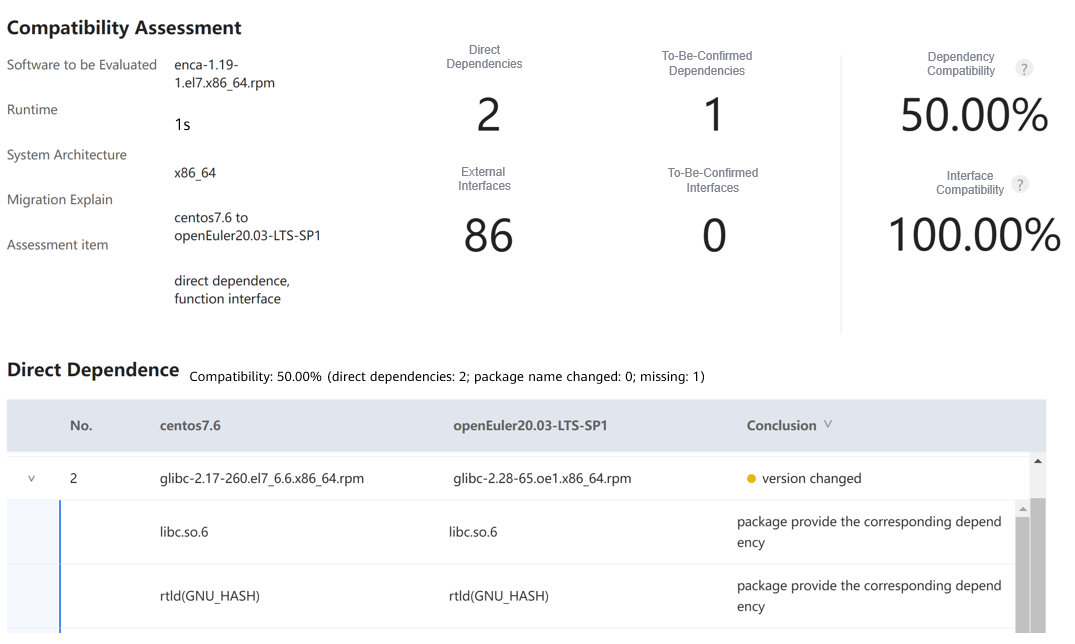 Compatibility Assessment
Software to be Evaluated
enca-1.19-
1.el7.x86_64.rpm
Runtime
1s
System Architecture
x86_64
Migration Explain
centos7.6 to
openEuler20.03-LTS-SP1
Assessment item
direct dependence,
function interface
Direct
Dependencies
2
To-Be-Confirmed
Dependencies
1
External
Interfaces
86
To-Be-Confirmed
Interfaces
0
Dependency
Compatibility ?
50.00%
Interface
Compatibility ?
100.00%
Direct Dependence Compatibility: 50.00% (direct dependencies: 2; package name changed: 0; missing: 1)
No. centos7.6 openEuler20.03-LTS-SP1 Conclusion
2 glibc-2.17-260.el7_6.6.x86_64.rpm glibc-2.28-65.oe1.x86_64.rpm version changed
libc.so.6 libc.so.6 package provide the corresponding depend
ency
rtld(GNU_HASH) rtld(GNU_HASH) package provide the corresponding depend
ency